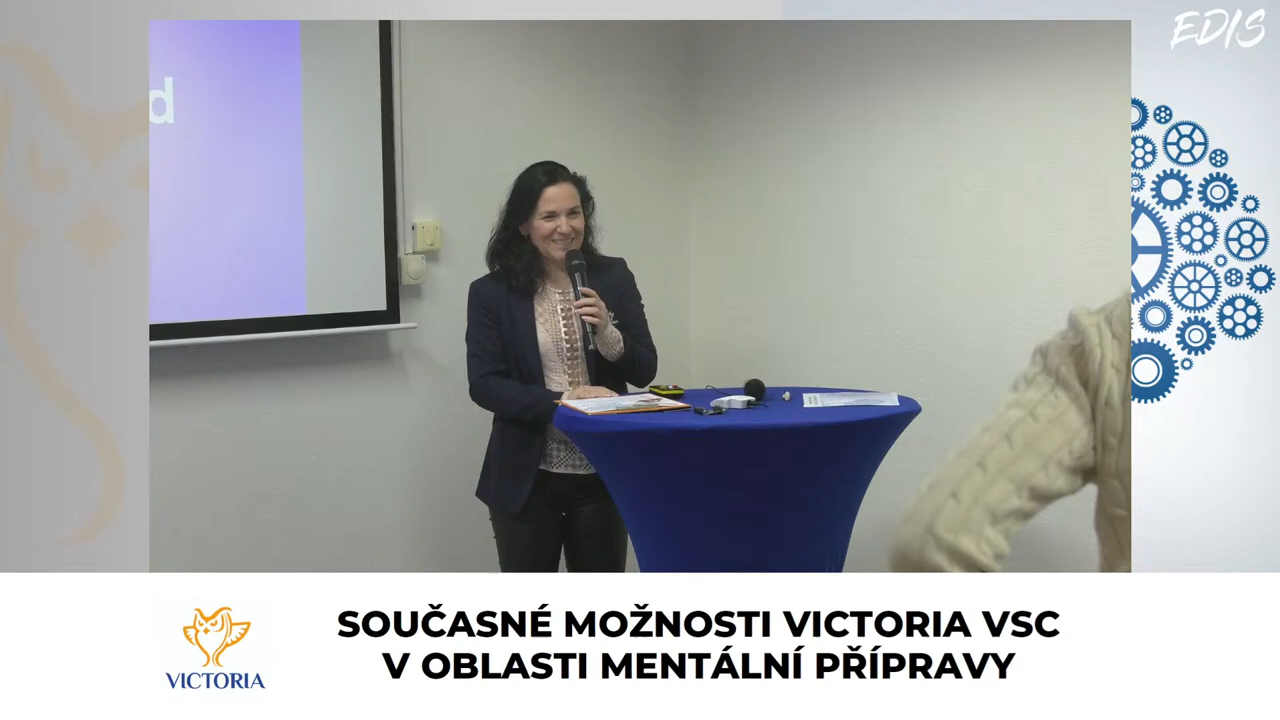 EDIS
d
VICTORIA
SOUČASNÉ MOŽNOSTI VICTORIA VSC
V OBLASTI MENTÁLNÍ PŘÍPRAVY